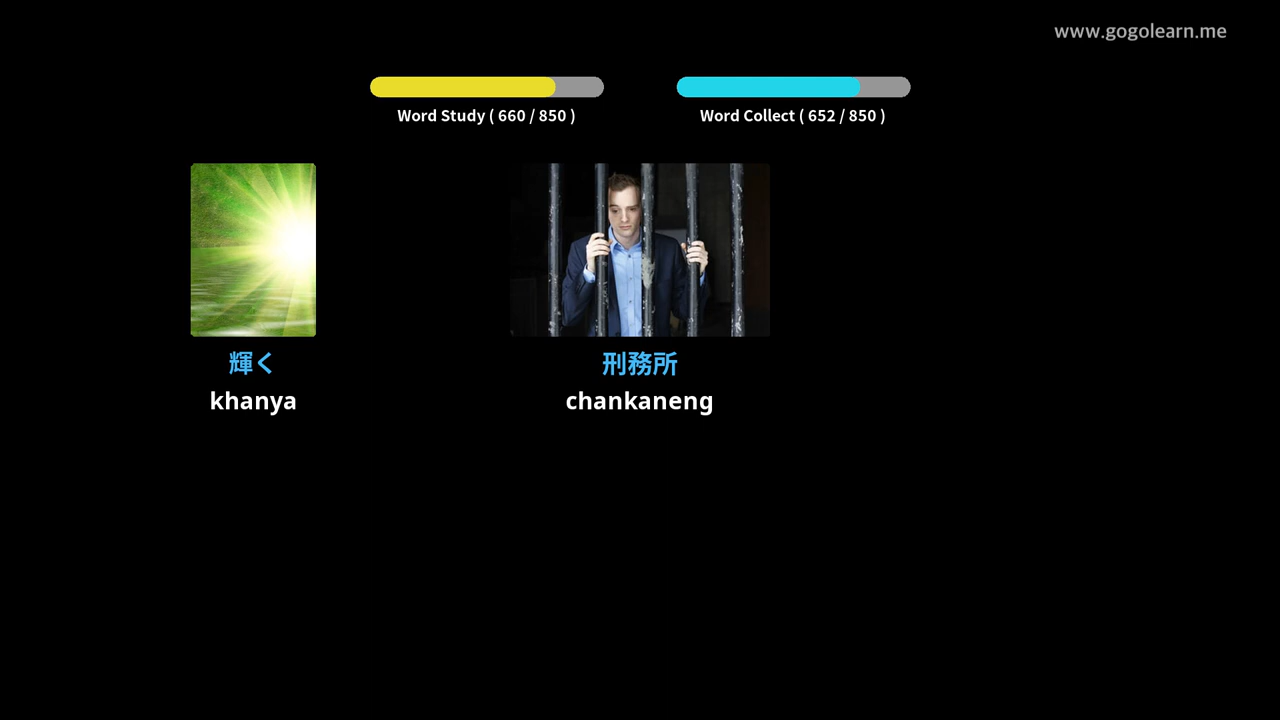 www.gogolearn.me
Word Study ( 660 / 850 )
Word Collect ( 652 / 850 )
輝く
khanya
刑務所
chankaneng